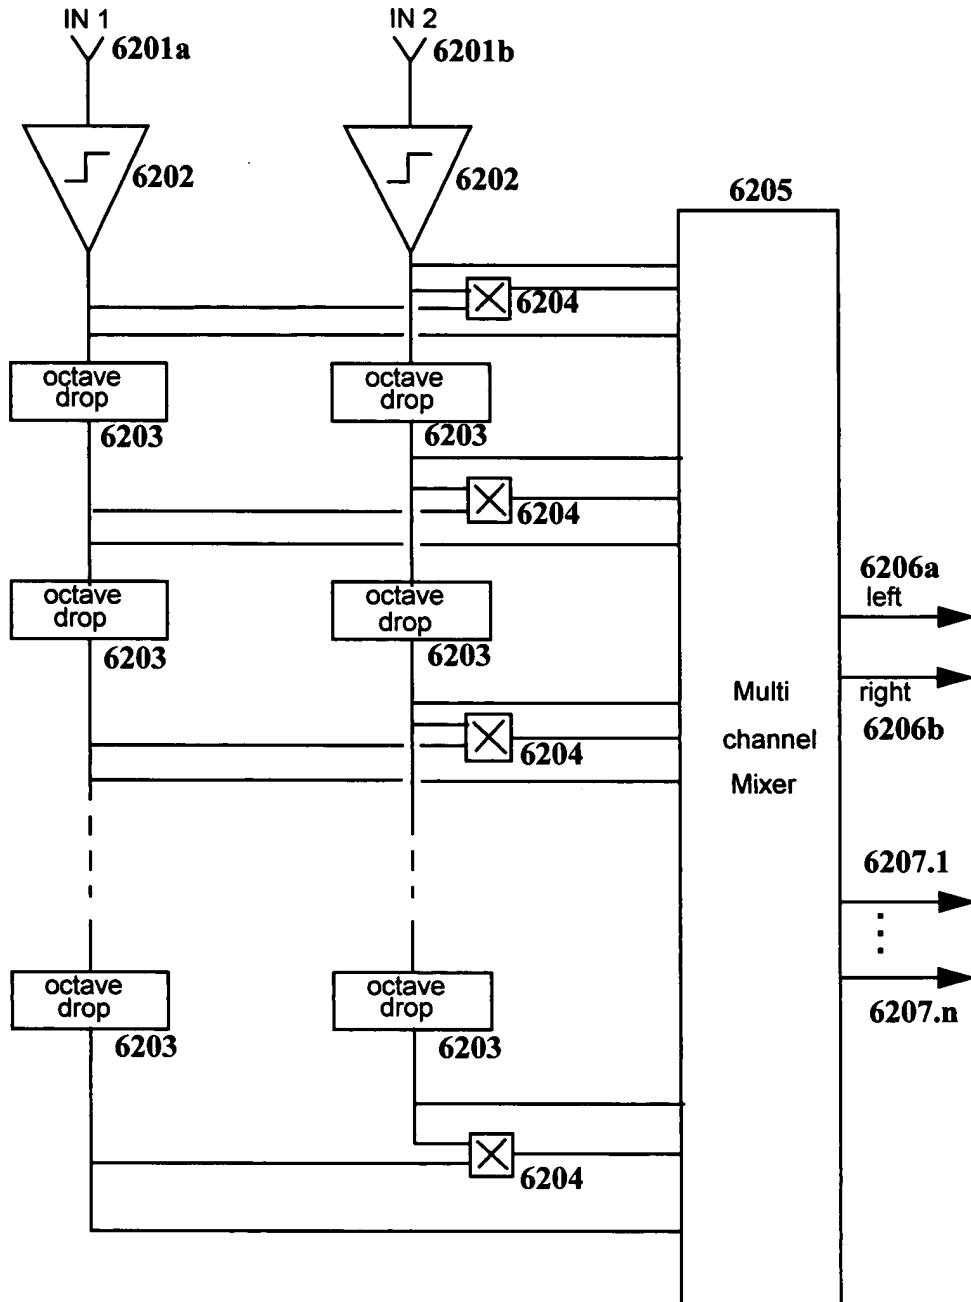 IN 1
6201a
IN 2
6201b
6202
6202
6205
6204
octave
drop
6203
octave
drop
6203
6204
octave
drop
6203
octave
drop
6203
6206a
left
right
6206b
Multi
channel
Mixer
6204
6207.1
6207.n
octave
drop
6203
octave
drop
6203
6204